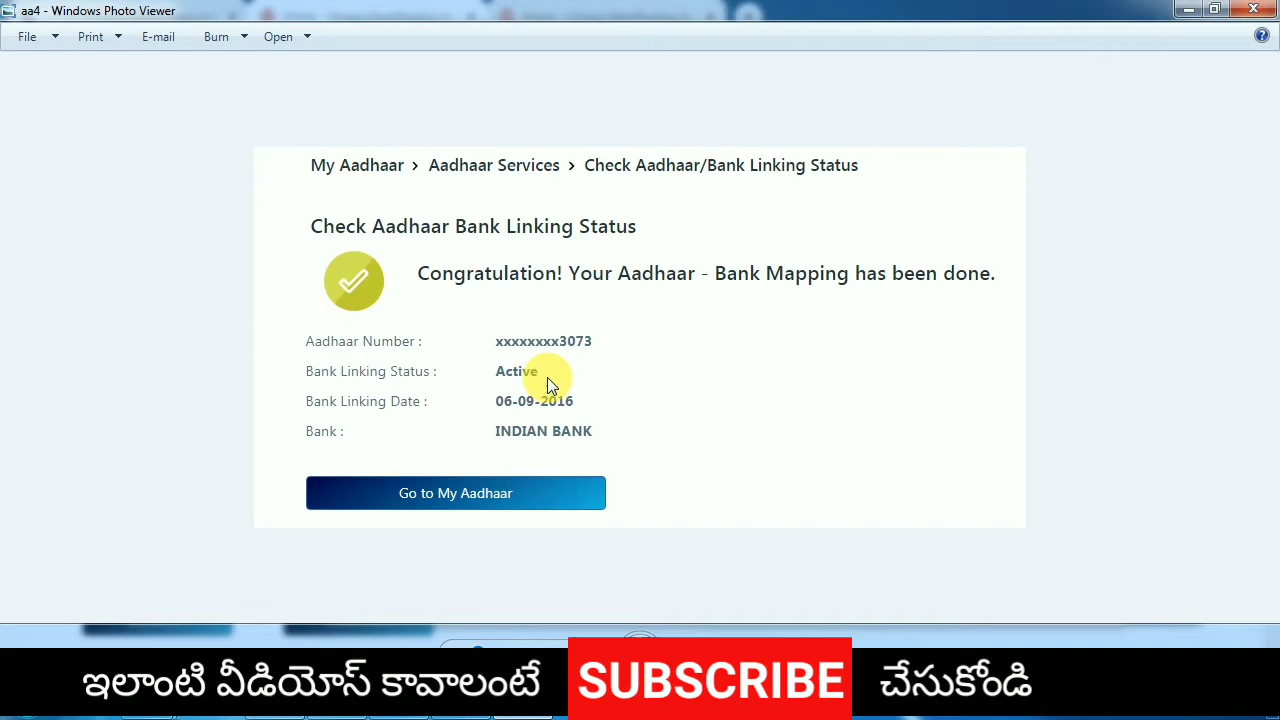 aa4 - Windows Photo Viewer
File Print E-mail Burn Open
My Aadhaar > Aadhaar Services > Check Aadhaar/Bank Linking Status
Check Aadhaar Bank Linking Status
Congratulation! Your Aadhaar - Bank Mapping has been done.
Aadhaar Number : xxxxxxxx3073
Bank Linking Status : Active
Bank Linking Date : 06-09-2016
Bank : INDIAN BANK
Go to My Aadhaar
ఇలాంటి వీడియోస్ కావాలంటే SUBSCRIBE చేసుకోండి